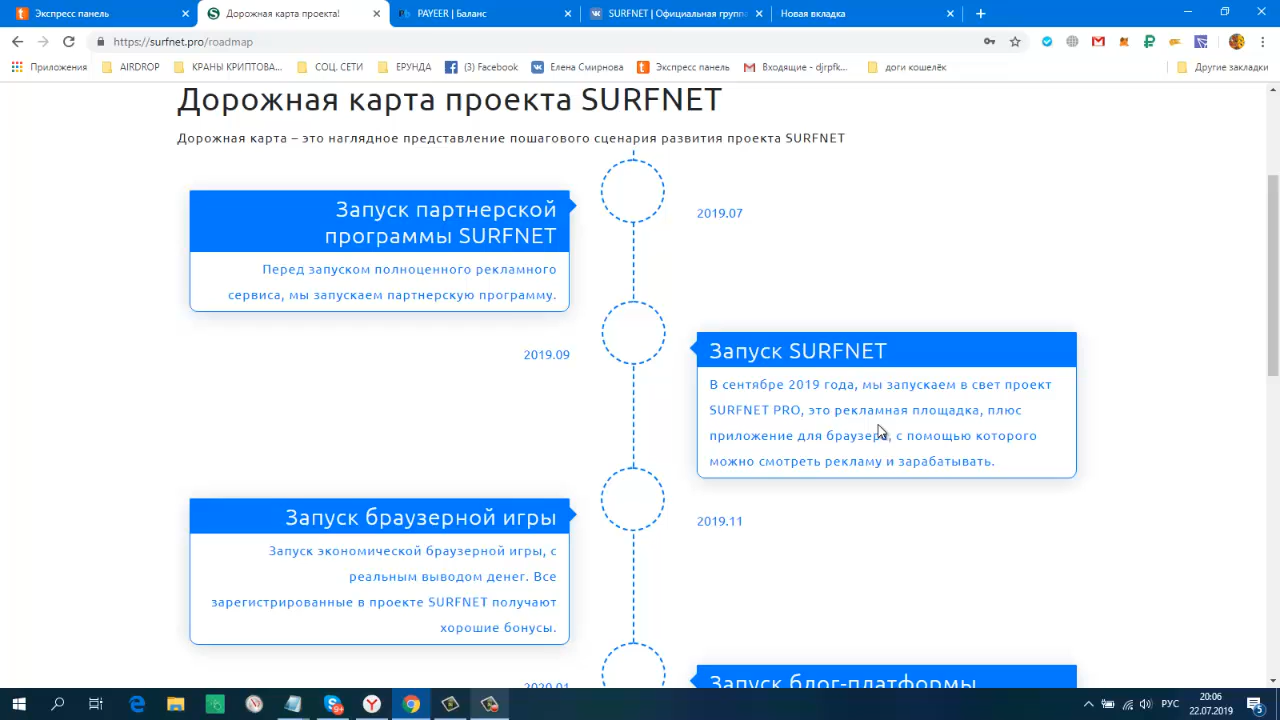 Экспресс панель
Дорожная карта проекта!
PAYEER | Баланс
SURFNET | Официальная группа
Новая вкладка
https://surfnet.pro/roadmap
Приложения
AIRDROP
КРАНЫ КРИПТОВА...
СОЦ. СЕТИ
ЕРУНДА
(3) Facebook
Елена Смирнова
Экспресс панель
Входящие - djrpfk...
доги кошелёк
Другие закладки
Дорожная карта проекта SURFNET
Дорожная карта – это наглядное представление пошагового сценария развития проекта SURFNET
Запуск партнерской
программы SURFNET
2019.07
Перед запуском полноценного рекламного
сервиса, мы запускаем партнерскую программу.
2019.09
Запуск SURFNET
В сентябре 2019 года, мы запускаем в свет проект
SURFNET PRO, это рекламная площадка, плюс
приложение для браузера, с помощью которого
можно смотреть рекламу и зарабатывать.
Запуск браузерной игры
2019.11
Запуск экономической браузерной игры, с
реальным выводом денег. Все
зарегистрированные в проекте SURFNET получают
хорошие бонусы.
2020.01
Запуск блог-платформы
РУС
20:06
22.07.2019